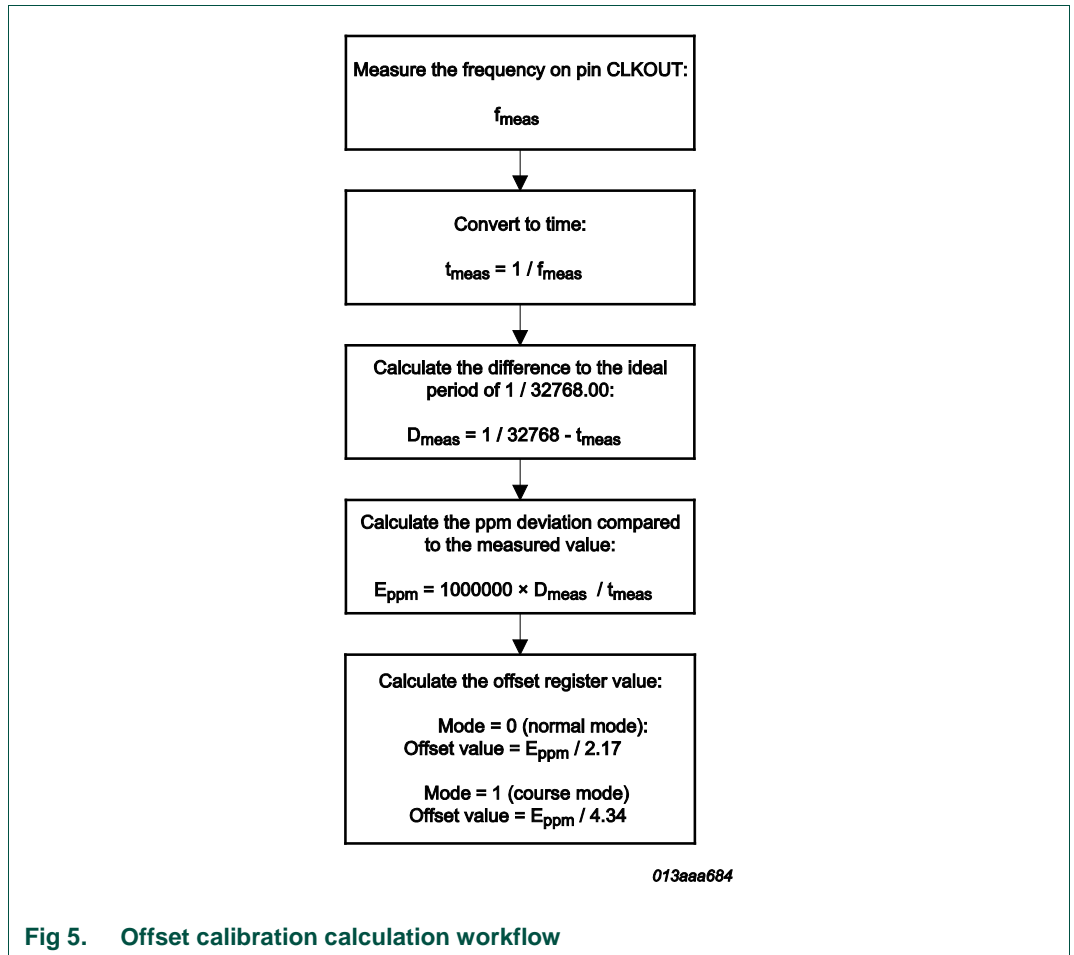 Measure the frequency on pin CLKOUT:
fmeas
Convert to time:
tmeas = 1 / fmeas
Calculate the difference to the ideal
period of 1 / 32768.00:
Dmeas = 1 / 32768 - tmeas
Calculate the ppm deviation compared
to the measured value:
Eppm = 1000000 × Dmeas / tmeas
Calculate the offset register value:
Mode = 0 (normal mode):
Offset value = Eppm / 2.17
Mode = 1 (course mode)
Offset value = Eppm / 4.34
013aaa684
Fig 5. Offset calibration calculation workflow